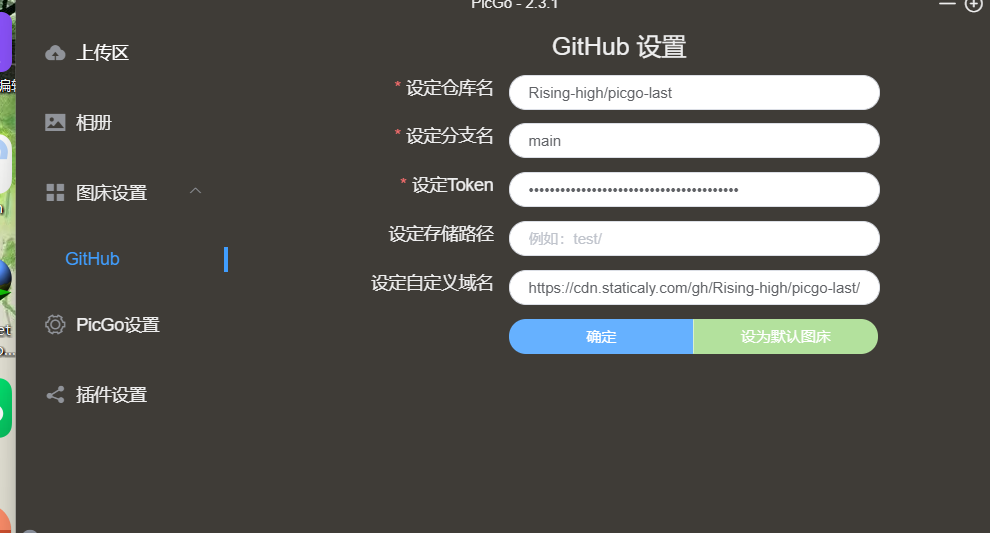 PicGo - 2.3.1
上传区
相册
图床设置
GitHub
PicGo设置
插件设置
GitHub 设置
* 设定仓库名 Rising-high/picgo-last
* 设定分支名 main
* 设定Token ••••••••••••••••••••••••••••••••••••••••
设定存储路径 例如：test/
设定自定义域名 https://cdn.staticaly.com/gh/Rising-high/picgo-last/
确定 设为默认图床